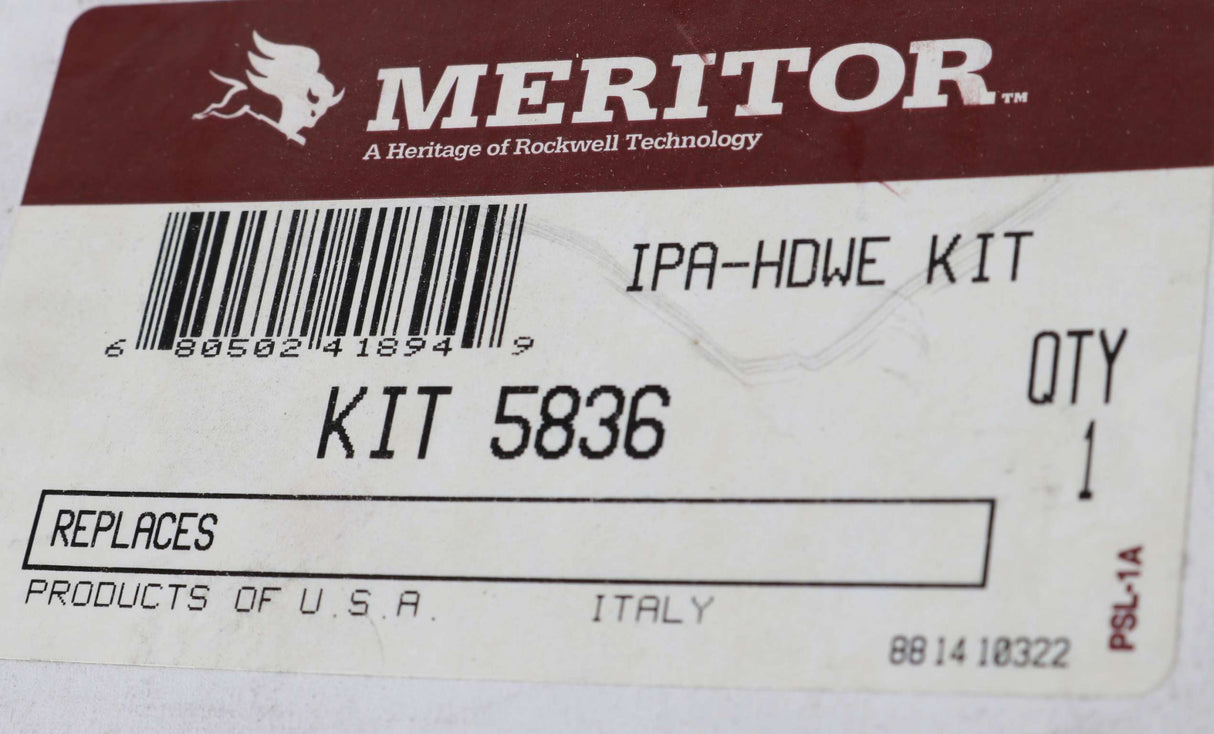 MERITOR™
A Heritage of Rockwell Technology
IPA-HDWE KIT
6 80502 41894 9
QTY
1
KIT 5836
REPLACES
PRODUCTS OF U.S.A. ITALY
88 14 10322
PSL-1A